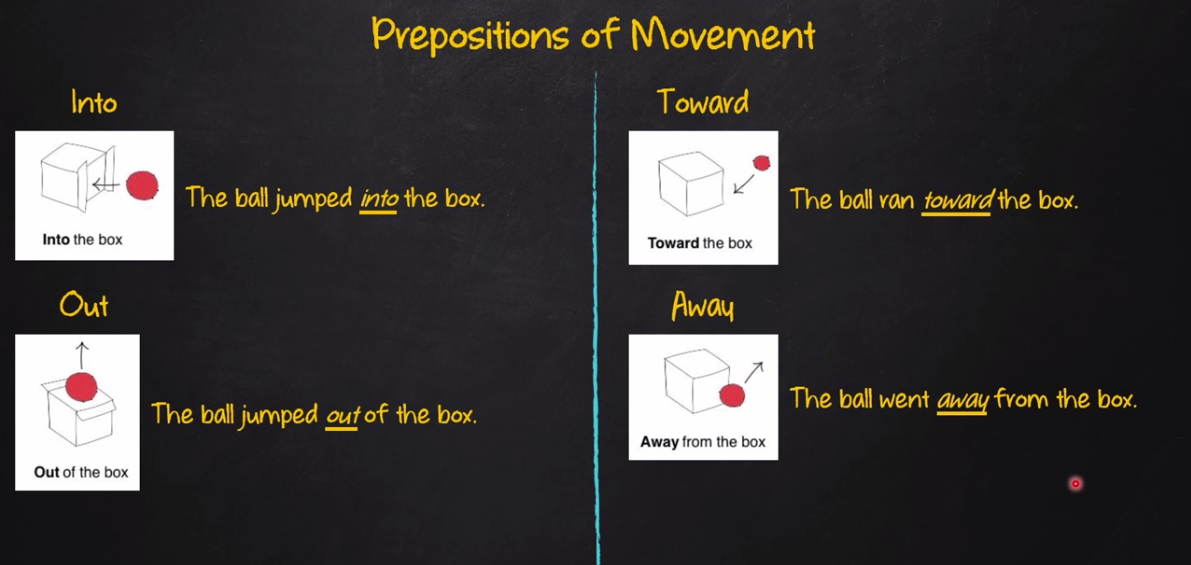 Prepositions of Movement
Into
Into the box
The ball jumped into the box.
Out
Out of the box
The ball jumped out of the box.
Toward
Toward the box
The ball ran toward the box.
Away
Away from the box
The ball went away from the box.